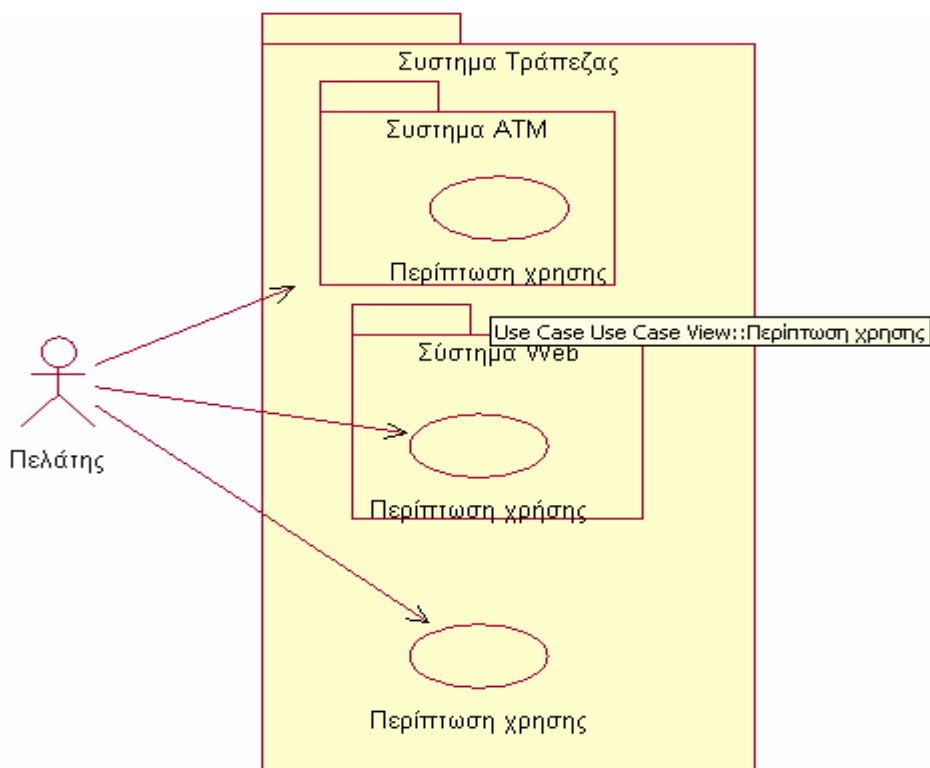 Συστημα Τράπεζας
Συστημα ATM
Περίπτωση χρησης
Use Case Use Case View::Περίπτωση χρησης
Σύστημα Web
Πελάτης
Περίπτωση χρήσης
Περίπτωση χρησης